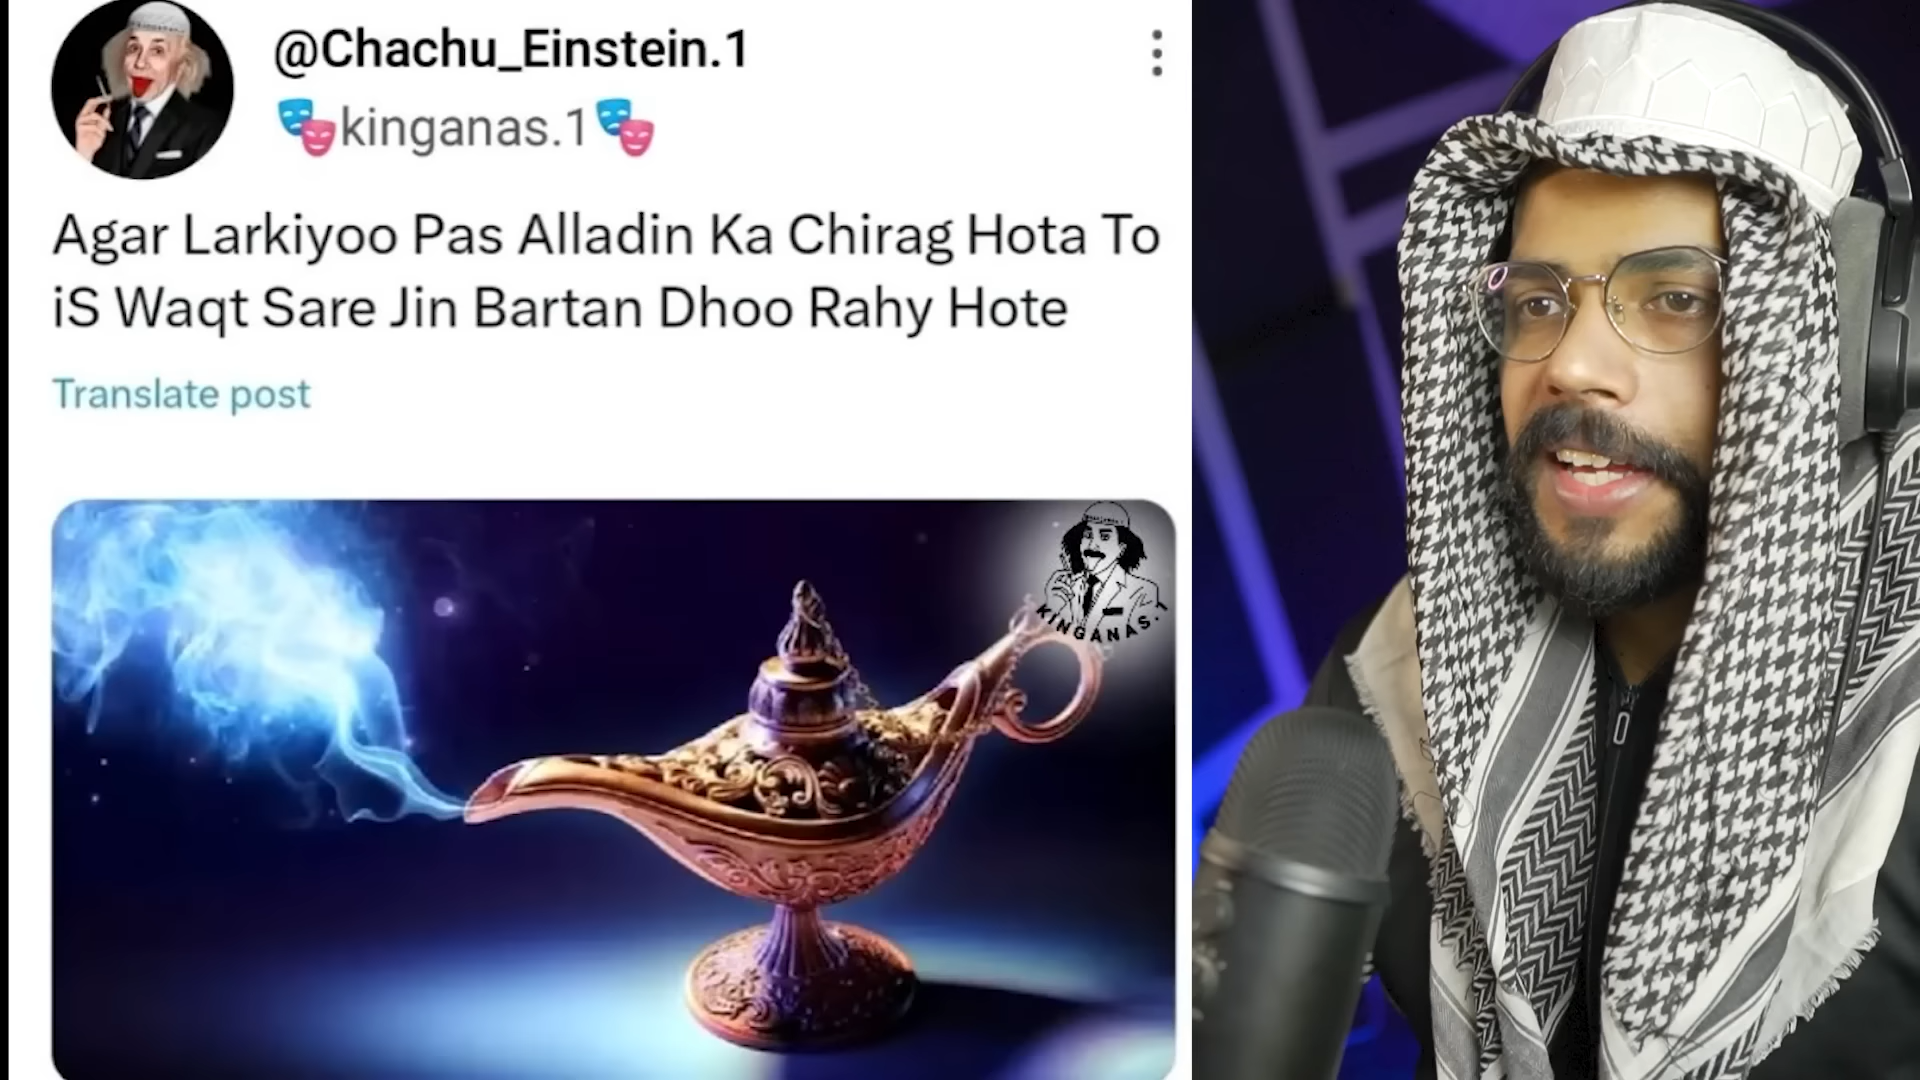 @Chachu_Einstein.1
🎭kinganas.1🎭
Agar Larkiyoo Pas Alladin Ka Chirag Hota To
iS Waqt Sare Jin Bartan Dhoo Rahy Hote
Translate post
KINGANAS.1